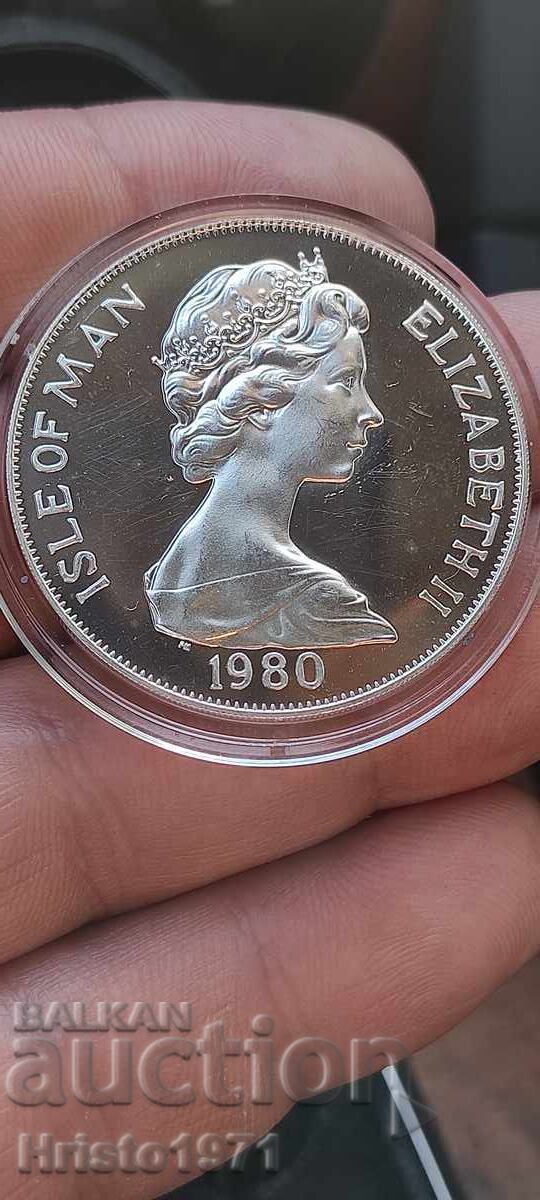 ISLE OF MAN
ELIZABETH II
1980
BALKAN
auction
Hristo1971